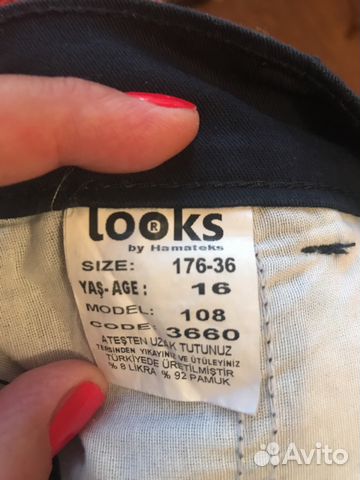 looks ®
by Hamateks
SIZE: 176-36
YAŞ-AGE: 16
MODEL: 108
CODE: 3660
ATEŞTEN UZAK TUTUNUZ
TERSİNDEN YIKAYINIZ VE ÜTÜLEYİNİZ
TÜRKİYEDE ÜRETİLMİŞTİR
% 8 LİKRA % 92 PAMUK
Avito